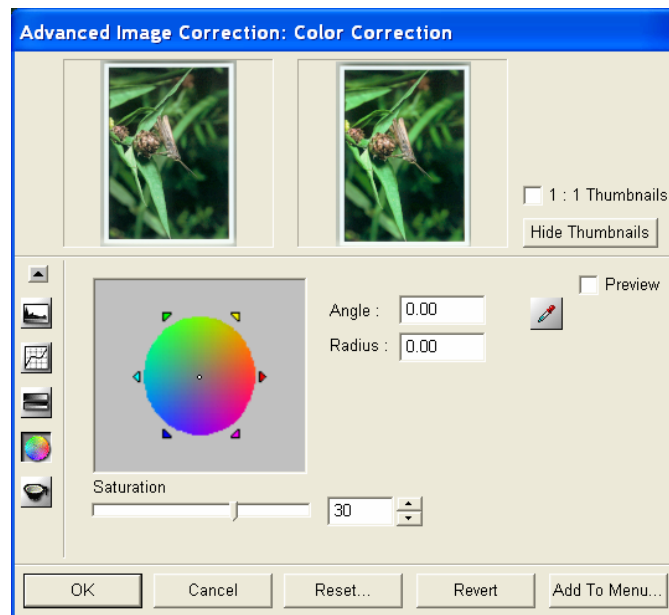 Advanced Image Correction: Color Correction
1 : 1 Thumbnails
Hide Thumbnails
Preview
Angle : 0.00
Radius : 0.00
Saturation
30
OK Cancel Reset... Revert Add To Menu...